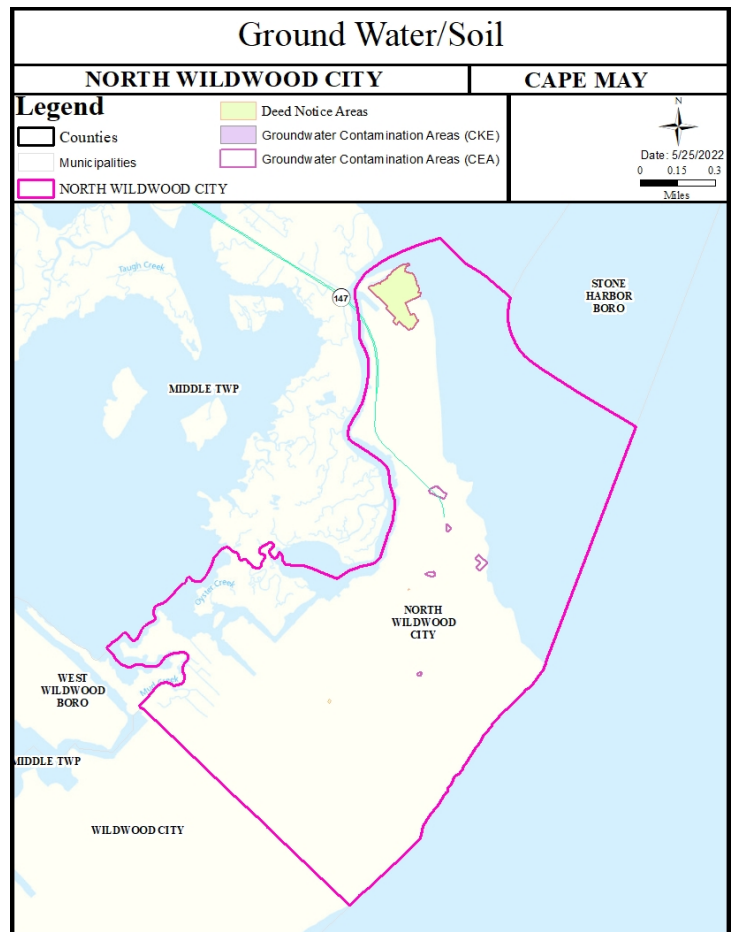 Ground Water/Soil
NORTH WILDWOOD CITY
CAPE MAY
Legend
Counties
Municipalities
NORTH WILDWOOD CITY
Deed Notice Areas
Groundwater Contamination Areas (CKE)
Groundwater Contamination Areas (CEA)
N
Date: 5/25/2022
0 0.15 0.3
Miles
Taugh Creek
147
STONE
HARBOR
BORO
MIDDLE TWP
Oyster Creek
NORTH
WILDWOOD
CITY
WEST
WILDWOOD
BORO
Mud Creek
MIDDLE TWP
WILDWOOD CITY